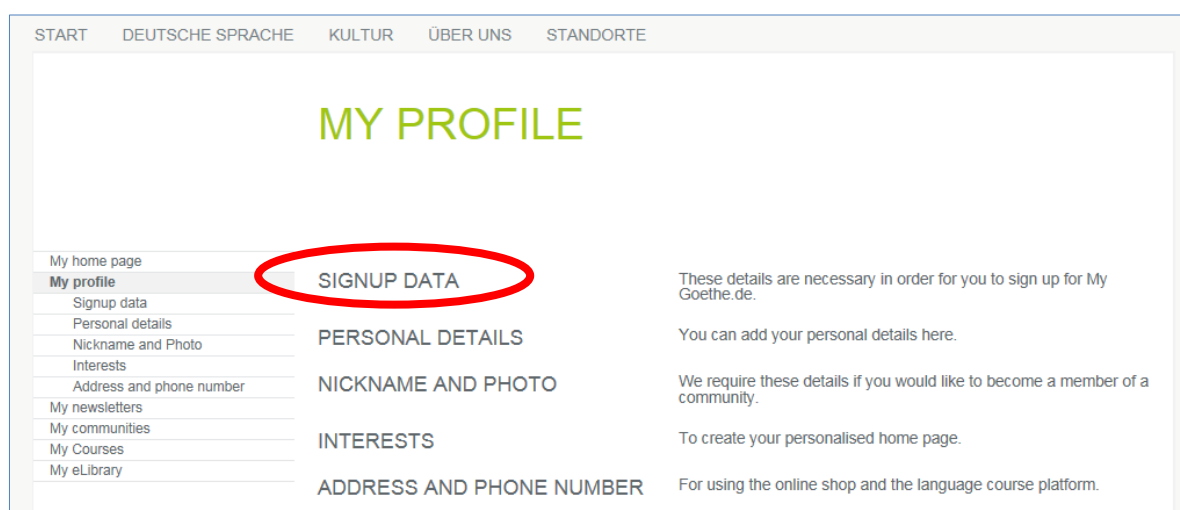 START DEUTSCHE SPRACHE KULTUR ÜBER UNS STANDORTE
MY PROFILE
My home page
My profile
Signup data
Personal details
Nickname and Photo
Interests
Address and phone number
My newsletters
My communities
My Courses
My eLibrary
SIGNUP DATA
These details are necessary in order for you to sign up for My
Goethe.de.
PERSONAL DETAILS
You can add your personal details here.
NICKNAME AND PHOTO
We require these details if you would like to become a member of a
community.
INTERESTS
To create your personalised home page.
ADDRESS AND PHONE NUMBER
For using the online shop and the language course platform.